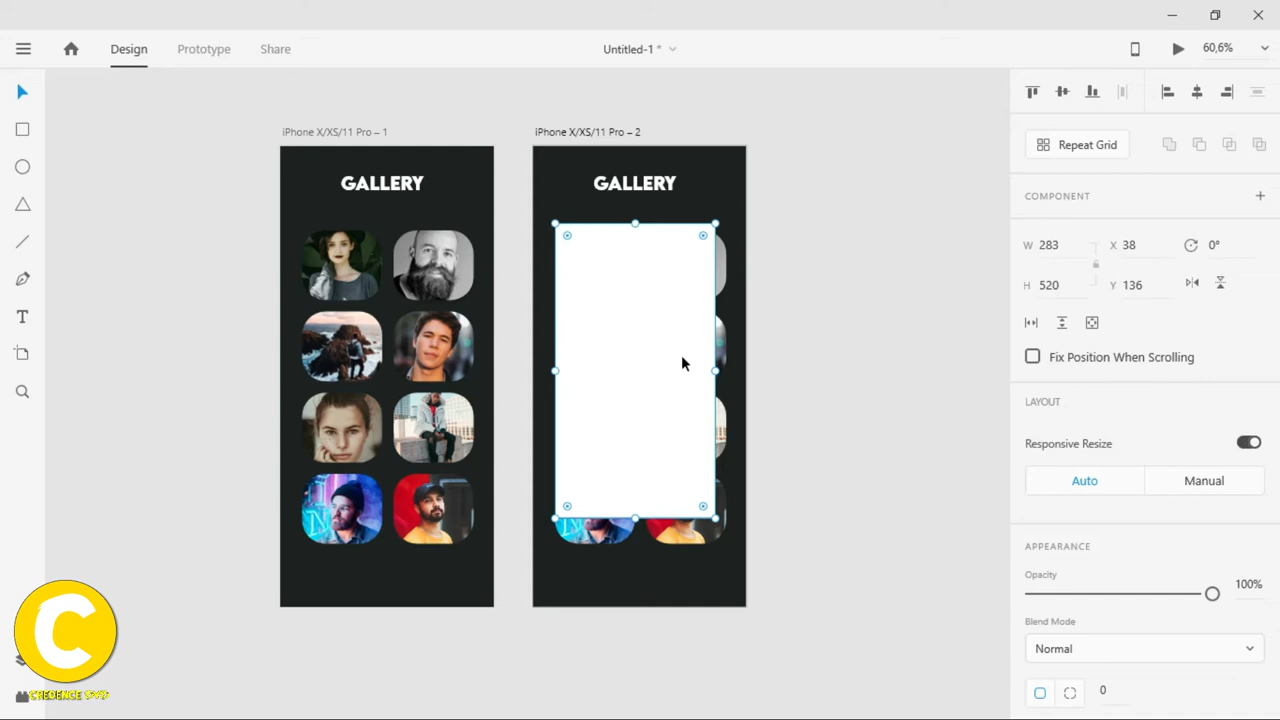 Design
Prototype
Share
Untitled-1 *
60,6%
iPhone X/XS/11 Pro – 1
iPhone X/XS/11 Pro – 2
GALLERY
GALLERY
Repeat Grid
COMPONENT
W 283
X 38
0°
H 520
Y 136
Fix Position When Scrolling
LAYOUT
Responsive Resize
Auto
Manual
APPEARANCE
Opacity
100%
Blend Mode
Normal
0
C